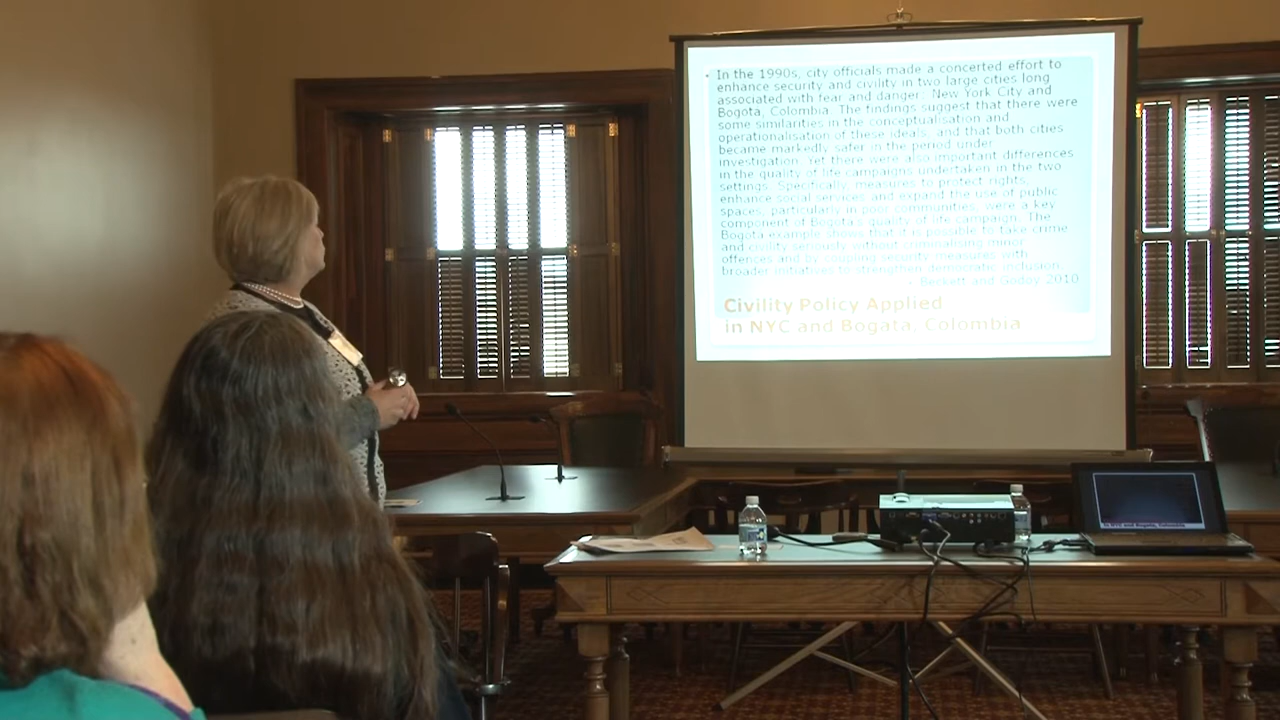 In the 1990s, city officials made a concerted effort to
enhance security and civility in two large cities long
associated with fear and danger: New York City and
Bogota, Colombia. The findings suggest that there were
some similarities in the conceptualisation and
operationalisation of these ideals, and that both cities
became markedly safer in the period under
investigation. Yet there were also important differences
in the quality of life campaigns undertaken in the two
settings. Specifically, measures to protect rights,
enhance social services and expand the use of public
spaces, particularly in poor communities, were a key
component of Bogota's quality of life campaign. The
Bogota example shows that it is possible to take crime
and civility seriously without criminalising minor
offences and by coupling security measures with
broader initiatives to strengthen democratic inclusion.
- Beckett and Godoy 2010
Civility Policy Applied
in NYC and Bogata, Colombia
in NYC and Bogata, Colombia